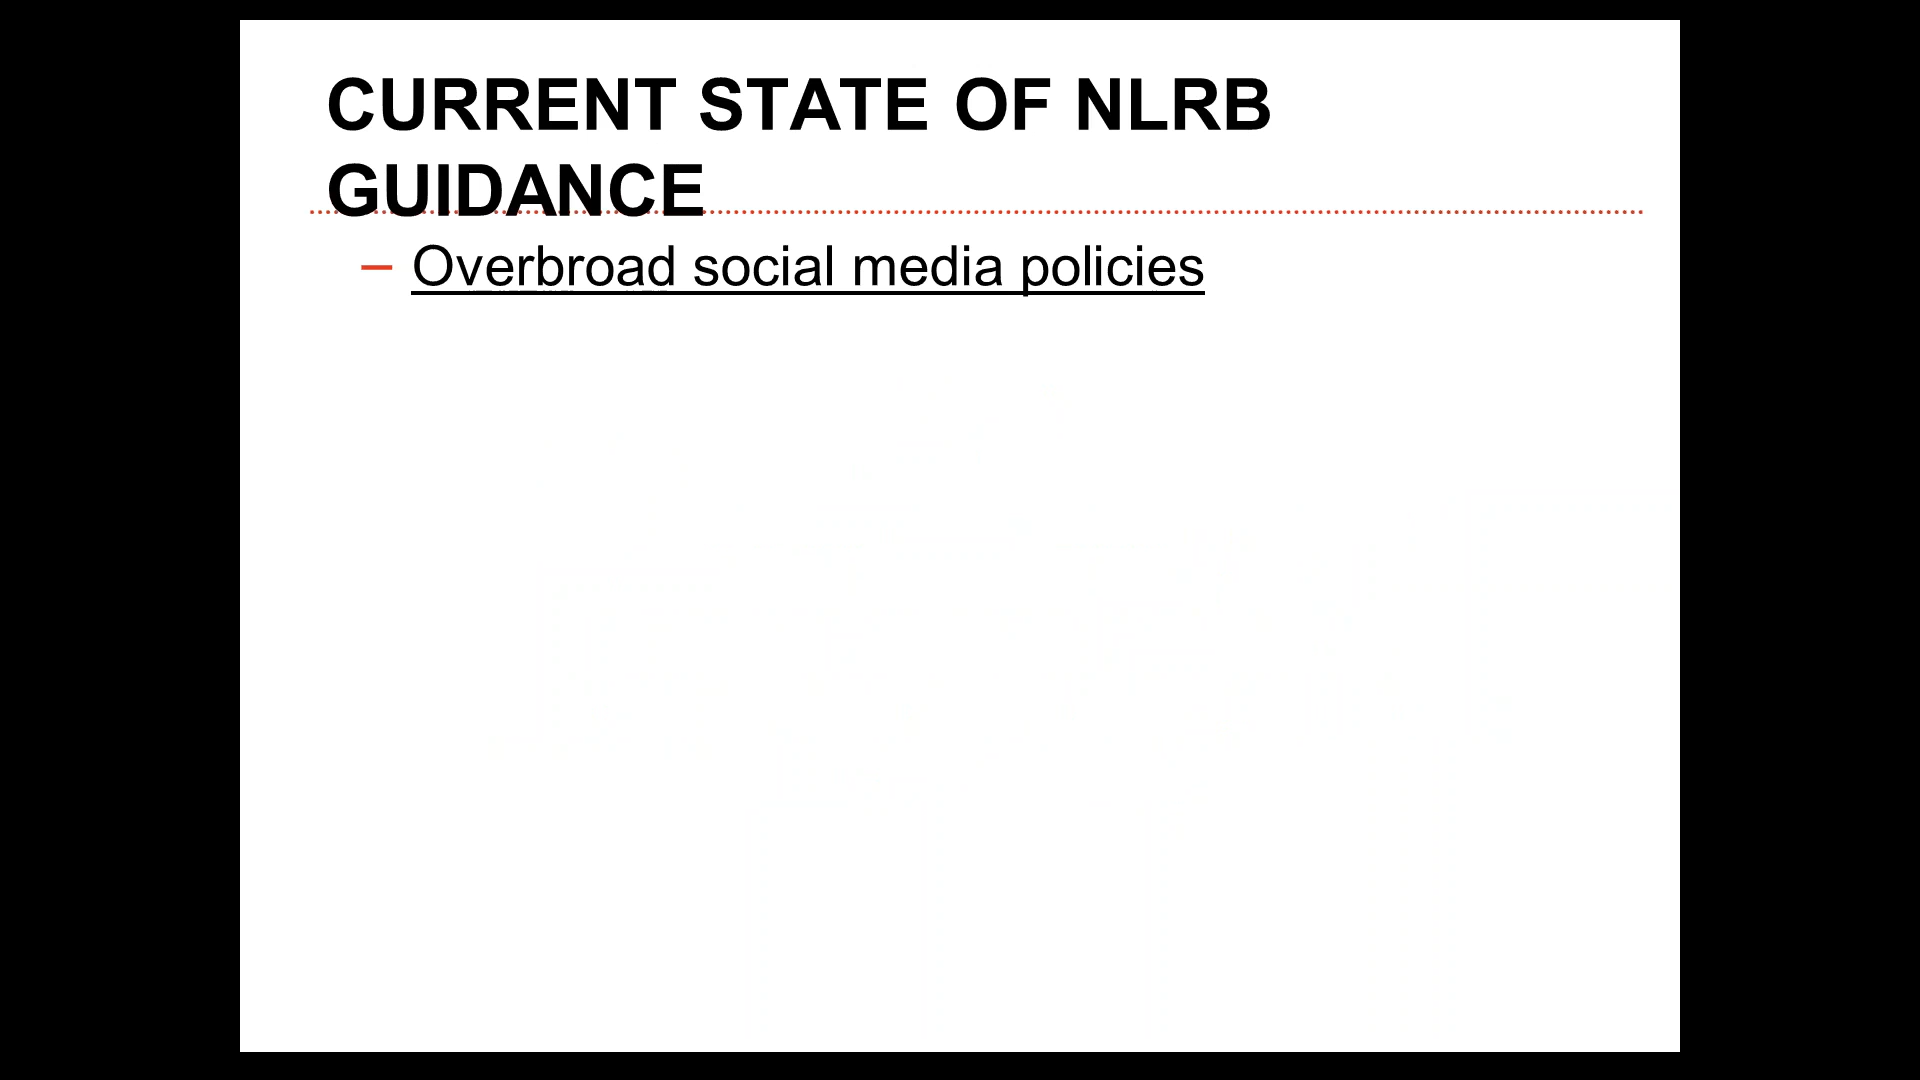 CURRENT STATE OF NLRB
GUIDANCE
– Overbroad social media policies